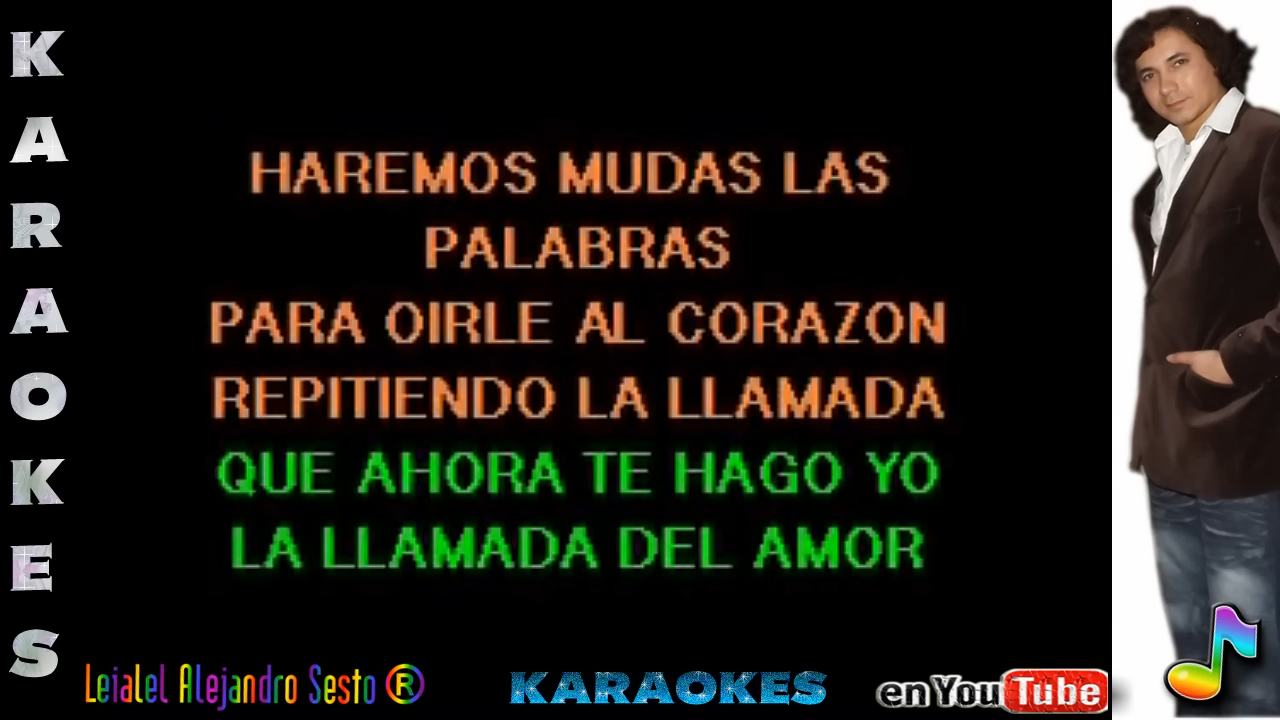 KARAOKES
HAREMOS MUDAS LAS
PALABRAS
PARA OIRLE AL CORAZON
REPITIENDO LA LLAMADA
QUE AHORA TE HAGO YO
LA LLAMADA DEL AMOR
Leialel Alejandro Sesto ®
KARAOKES
en YouTube